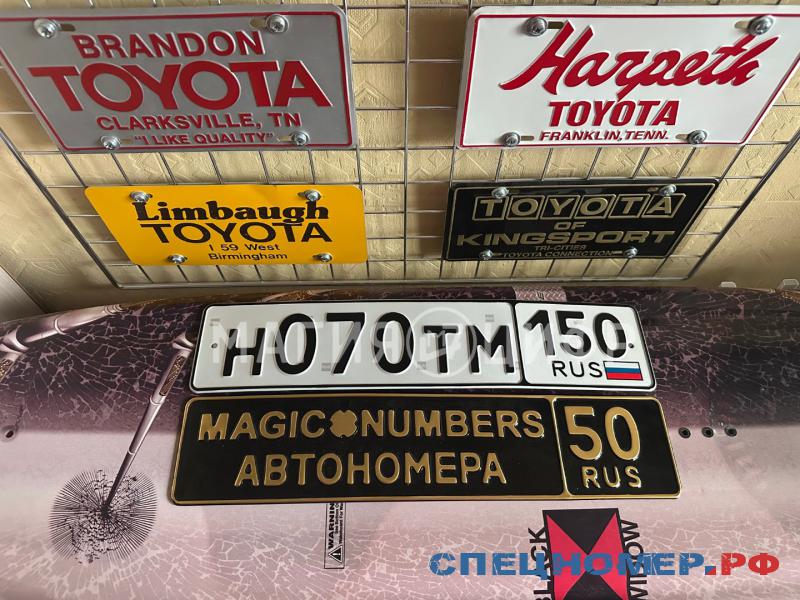 BRANDON
TOYOTA
CLARKSVILLE, TN
"I LIKE QUALITY"
Harpeth
TOYOTA
FRANKLIN, TENN.
Limbaugh
TOYOTA
I 59 West
Birmingham
TOYOTA
OF
KINGSPORT
TRI-CITIES
TOYOTA CONNECTION
Н070ТМ 150
RUS
MAGIC NUMBERS
АВТОНОМЕРА
50
RUS
WARNING
BLACK
WIDOW
СПЕЦНОМЕР.РФ